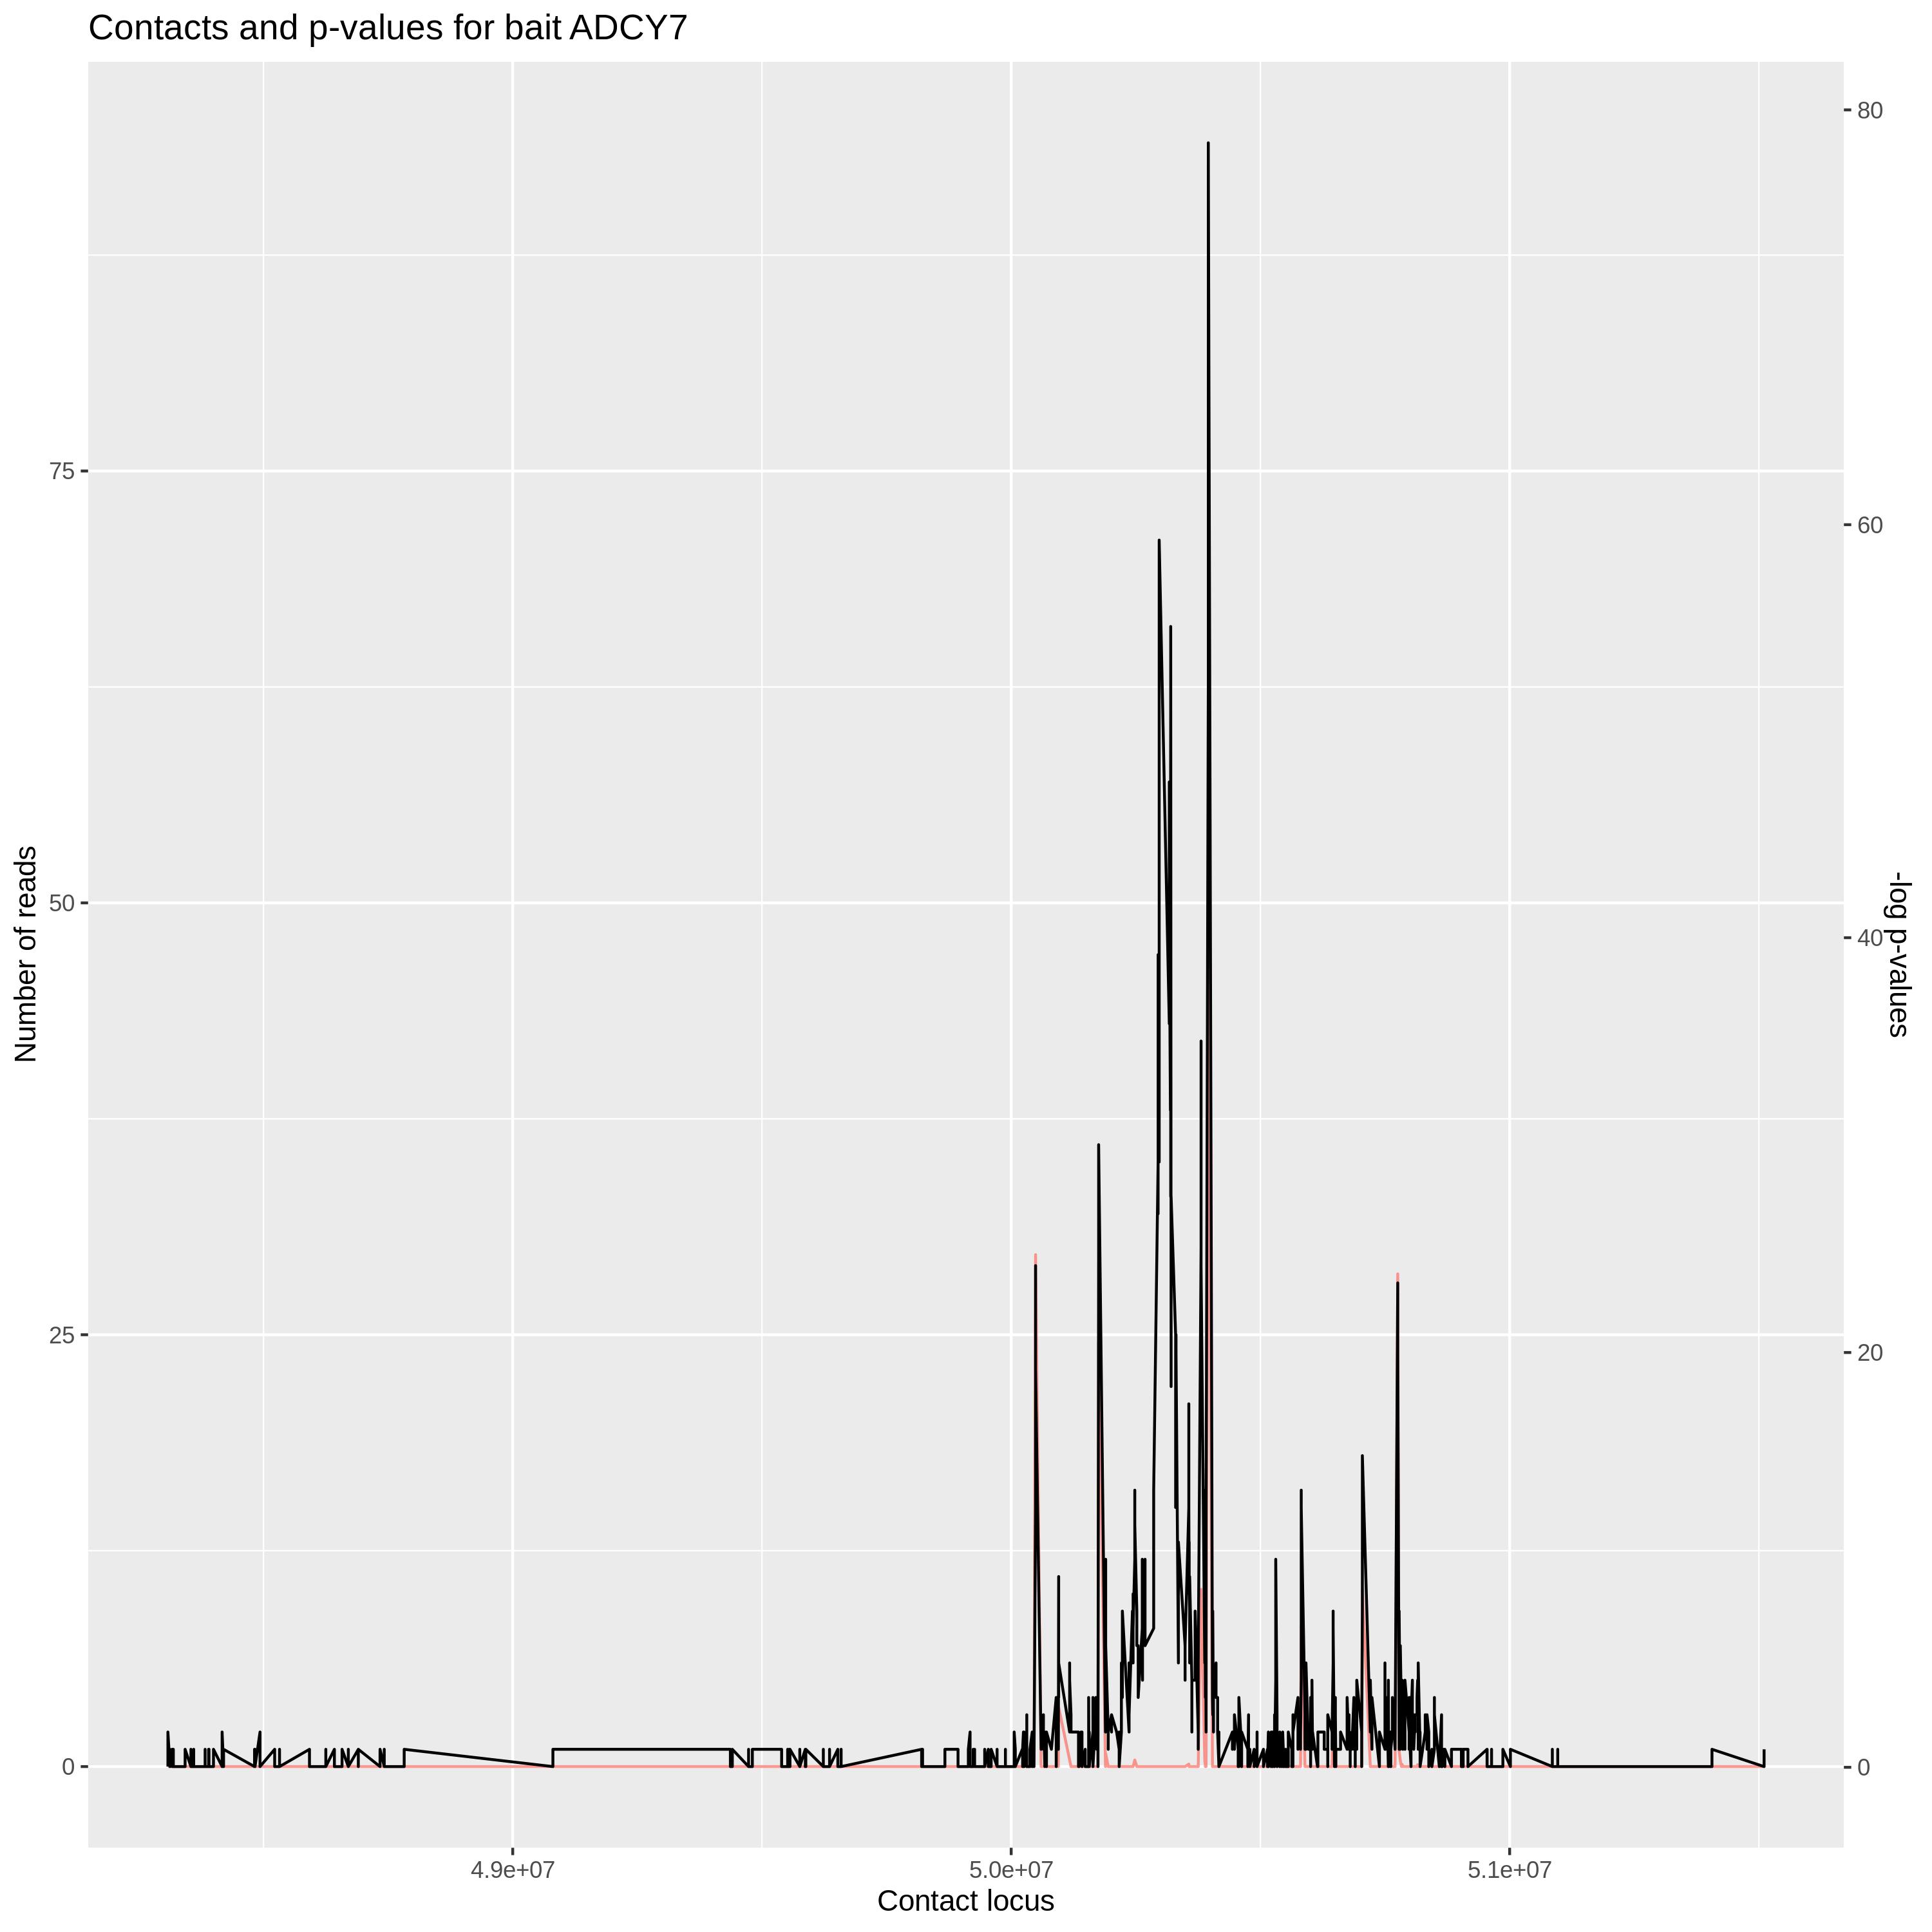 Contacts and p-values for bait ADCY7
80
75
60
50
40
25
20
0
0
Number of reads
-log p-values
4.9e+07
5.0e+07
5.1e+07
Contact locus